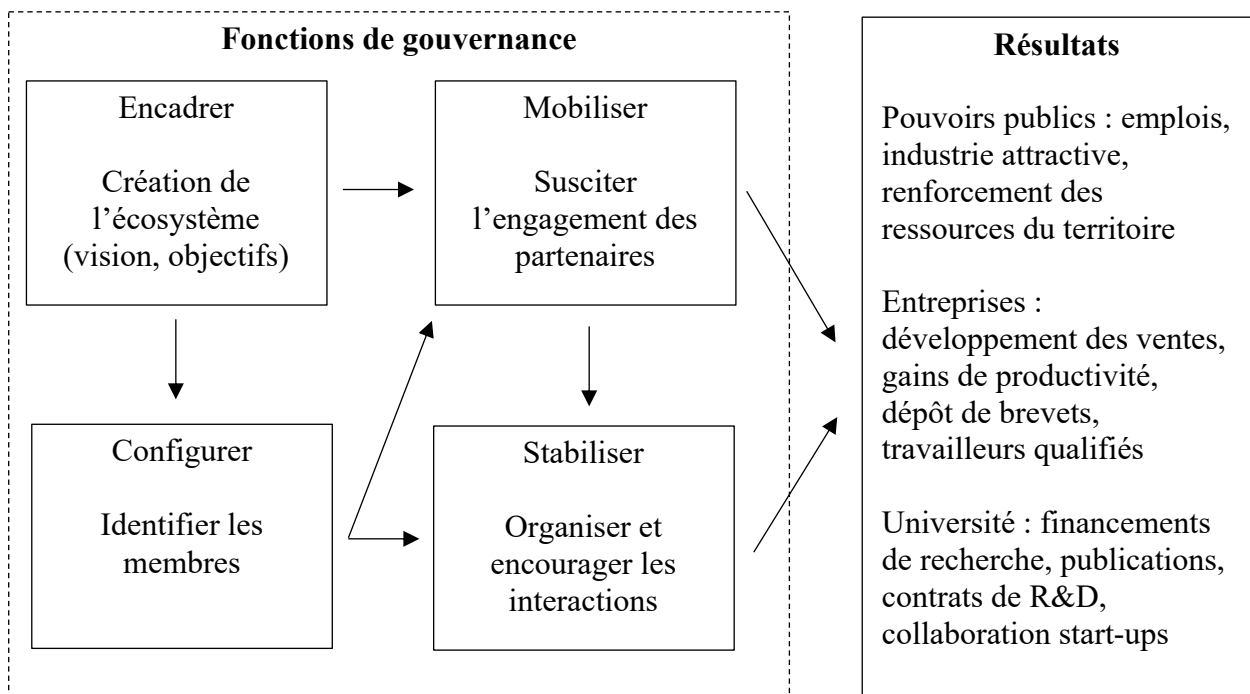 Fonctions de gouvernance
Encadrer
Création de
l’écosystème
(vision, objectifs)
Mobiliser
Susciter
l’engagement des
partenaires
Configurer
Identifier les
membres
Stabiliser
Organiser et
encourager les
interactions
Résultats
Pouvoirs publics : emplois,
industrie attractive,
renforcement des
ressources du territoire
Entreprises :
développement des ventes,
gains de productivité,
dépôt de brevets,
travailleurs qualifiés
Université : financements
de recherche, publications,
contrats de R&D,
collaboration start-ups